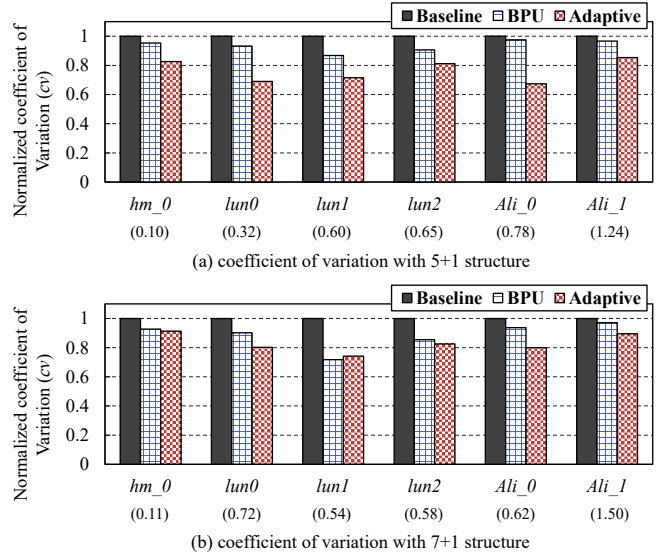 Baseline BPU Adaptive
Normalized coefficient of
Variation (cv)
1
0.8
0.6
0.4
0.2
0
hm_0 lun0 lun1 lun2 Ali_0 Ali_1
(0.10) (0.32) (0.60) (0.65) (0.78) (1.24)
(a) coefficient of variation with 5+1 structure
Baseline BPU Adaptive
Normalized coefficient of
Variation (cv)
1
0.8
0.6
0.4
0.2
0
hm_0 lun0 lun1 lun2 Ali_0 Ali_1
(0.11) (0.72) (0.54) (0.58) (0.62) (1.50)
(b) coefficient of variation with 7+1 structure